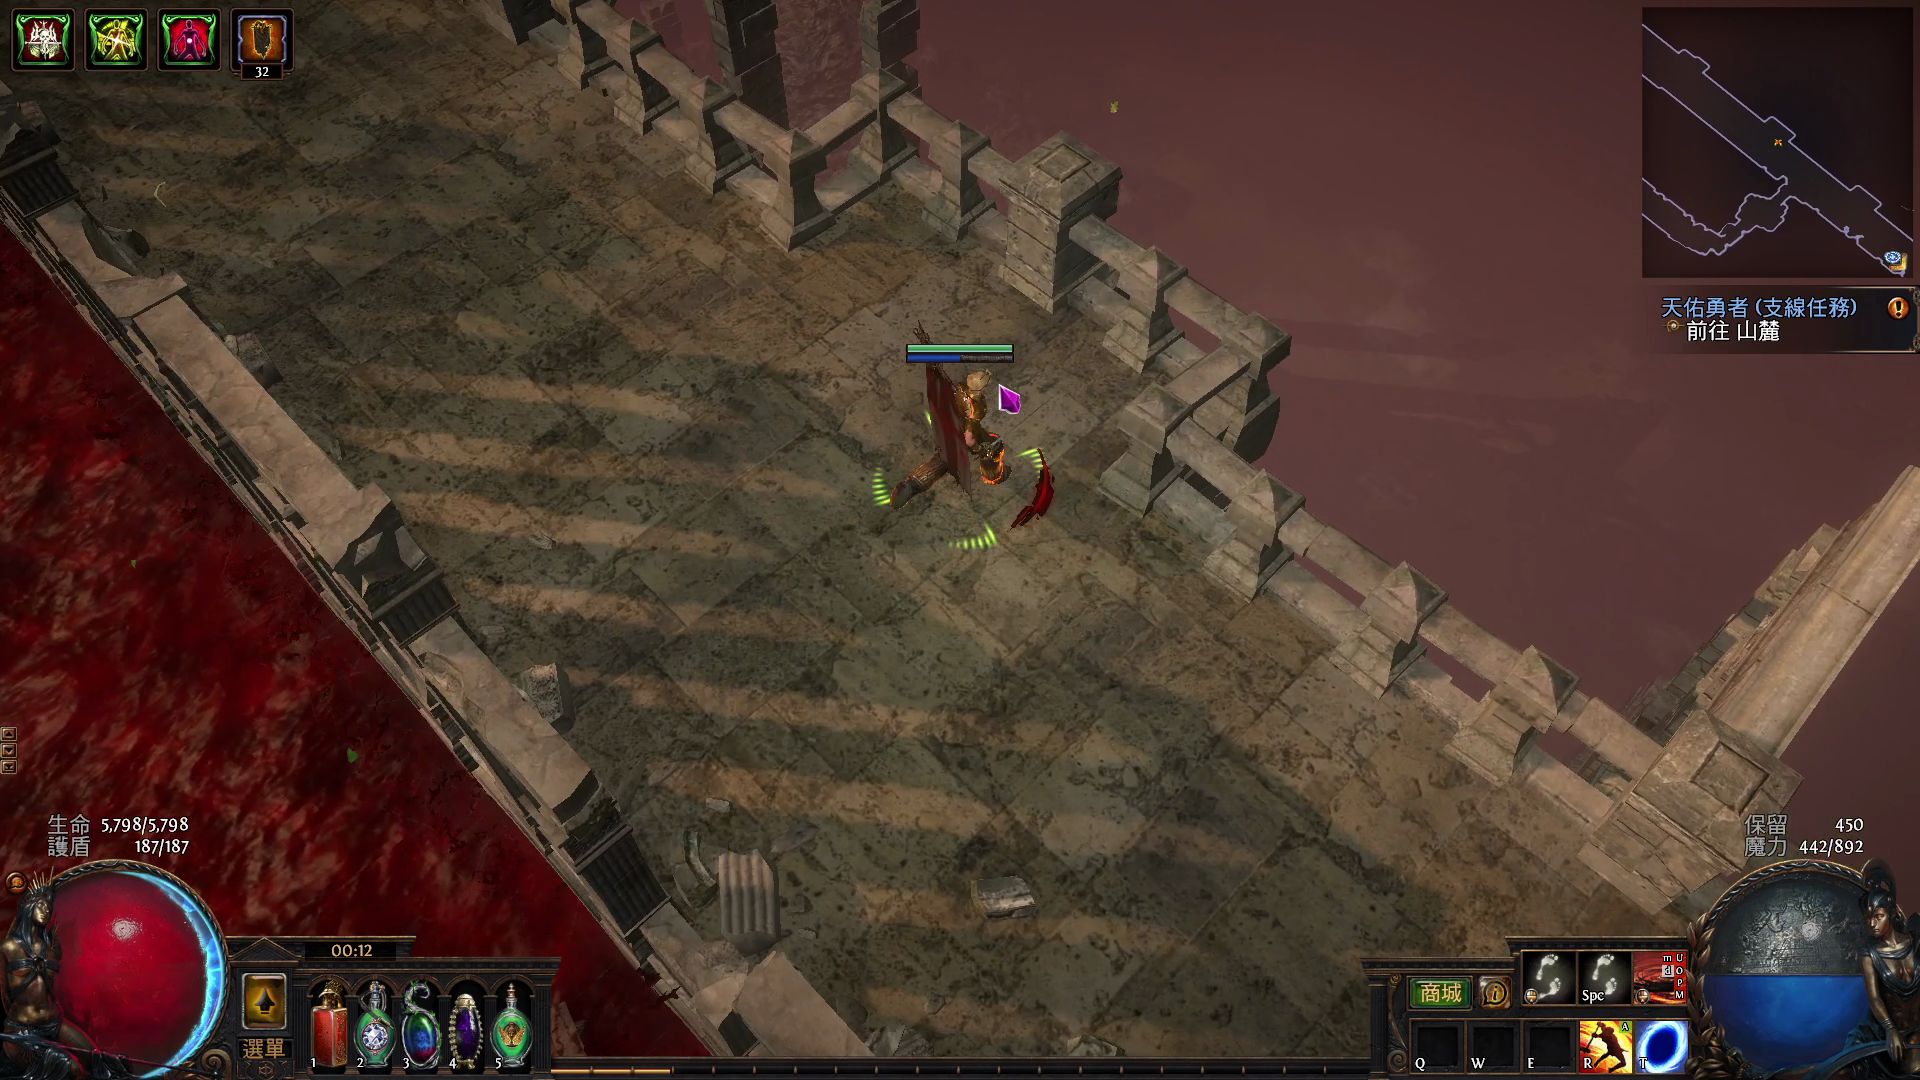 32
天佑勇者 (支線任務)
前往 山麓
生命 5,798/5,798
護盾 187/187
保留 450
魔力 442/892
00:12
選單
1 2 3 4 5
商城
Spc
m U
d O
P
M
Q W E R A T